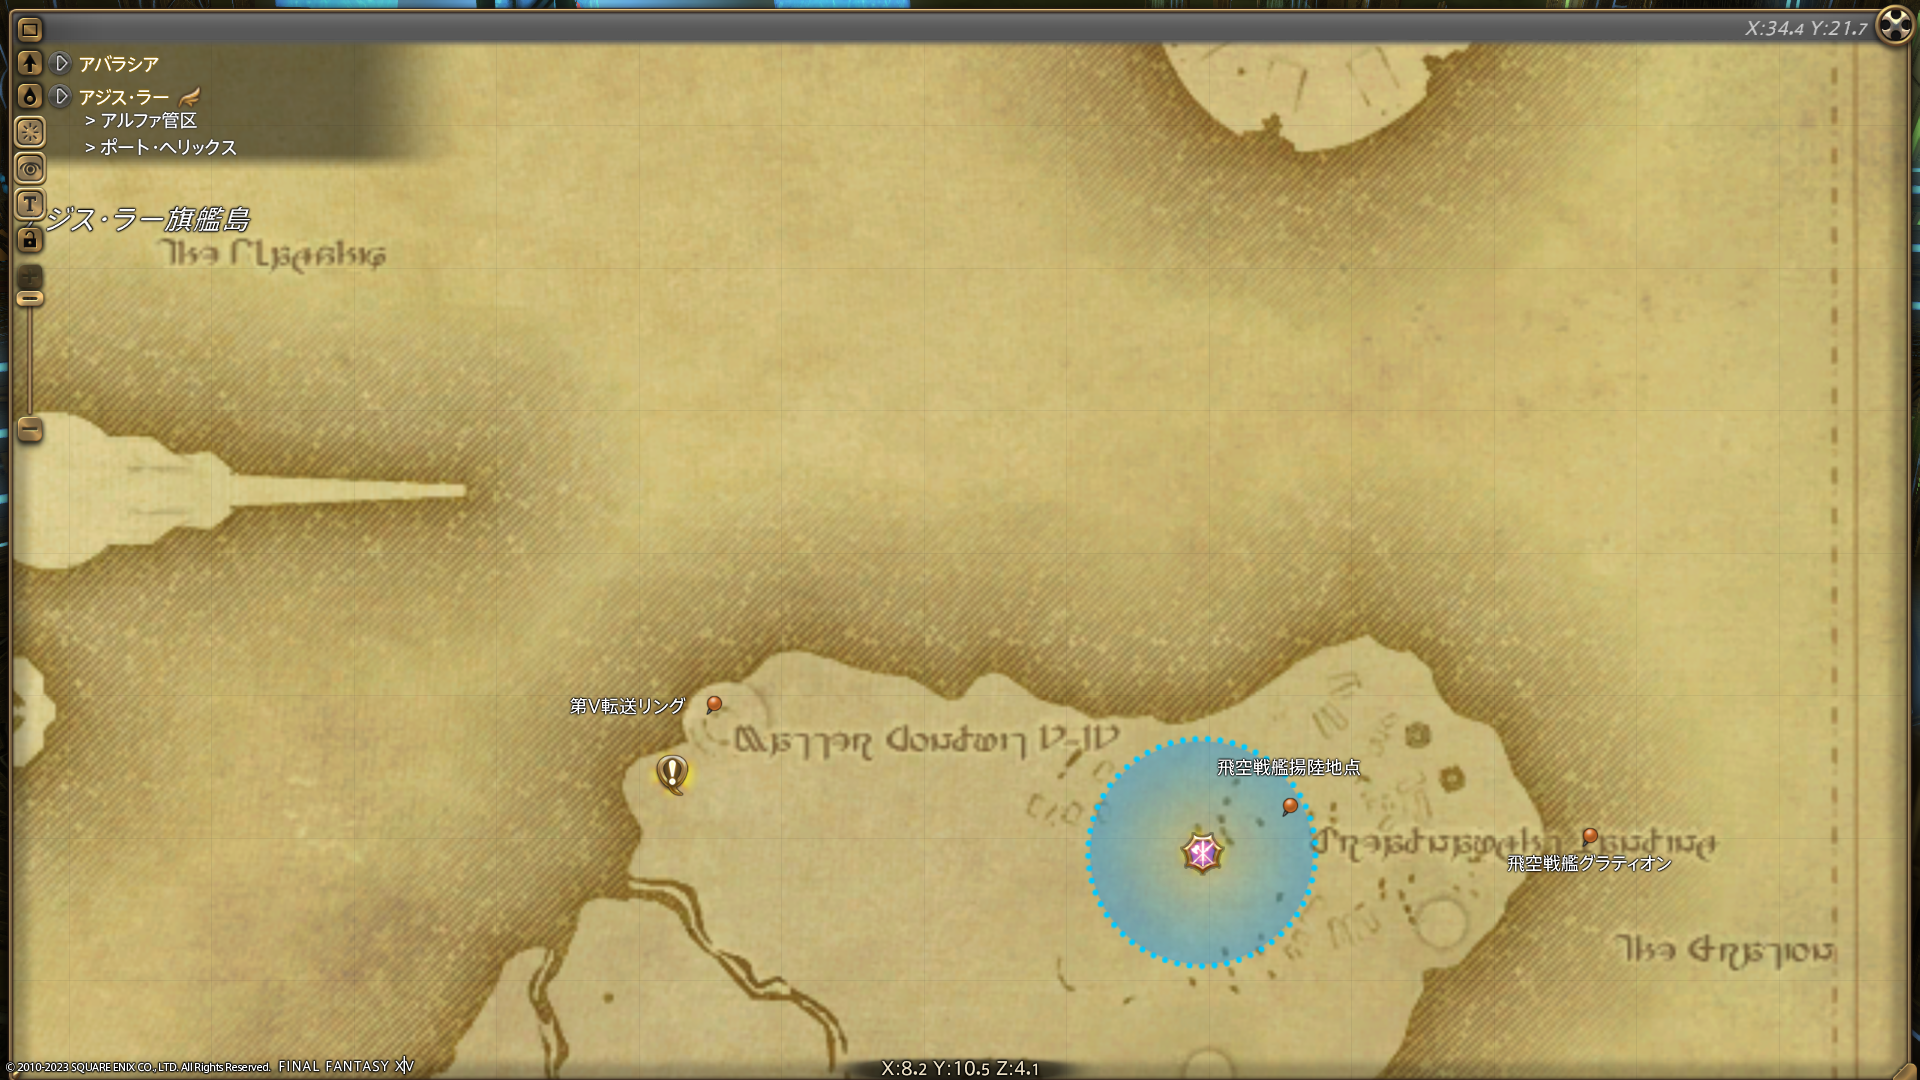 X:34.4 Y:21.7
アバラシア
アジス・ラー
> アルファ管区
> ポート・ヘリックス
ジス・ラー旗艦島
第Ⅴ転送リング
飛空戦艦揚陸地点
飛空戦艦グラティオン
© 2010-2023 SQUARE ENIX CO., LTD. All Rights Reserved. FINAL FANTASY XIV
X:8.2 Y:10.5 Z:4.1